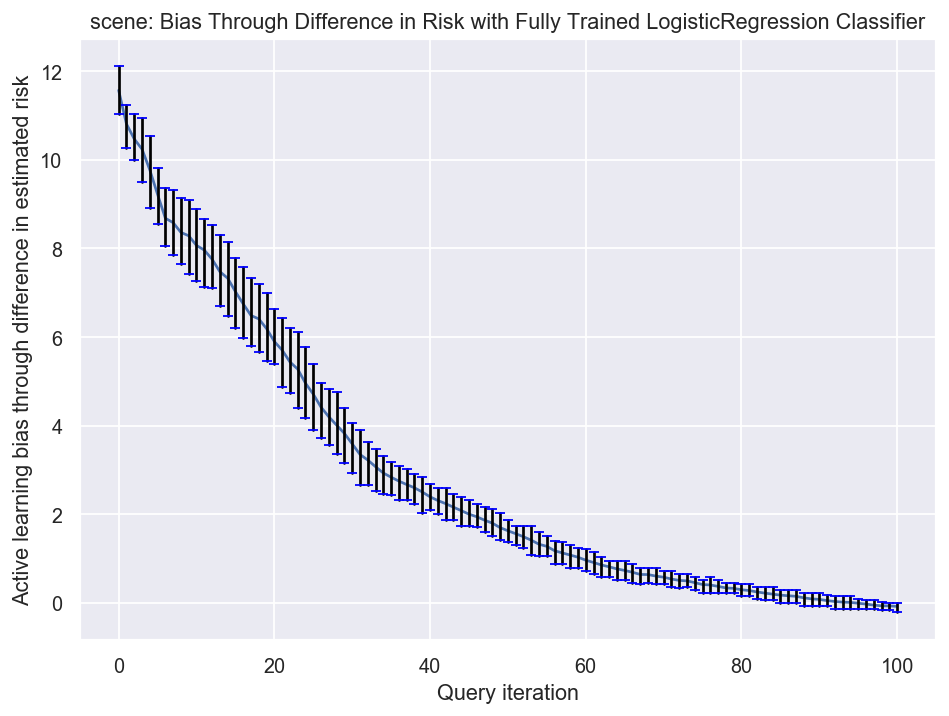 scene: Bias Through Difference in Risk with Fully Trained LogisticRegression Classifier
Active learning bias through difference in estimated risk
12
10
8
6
4
2
0
0 20 40 60 80 100
Query iteration